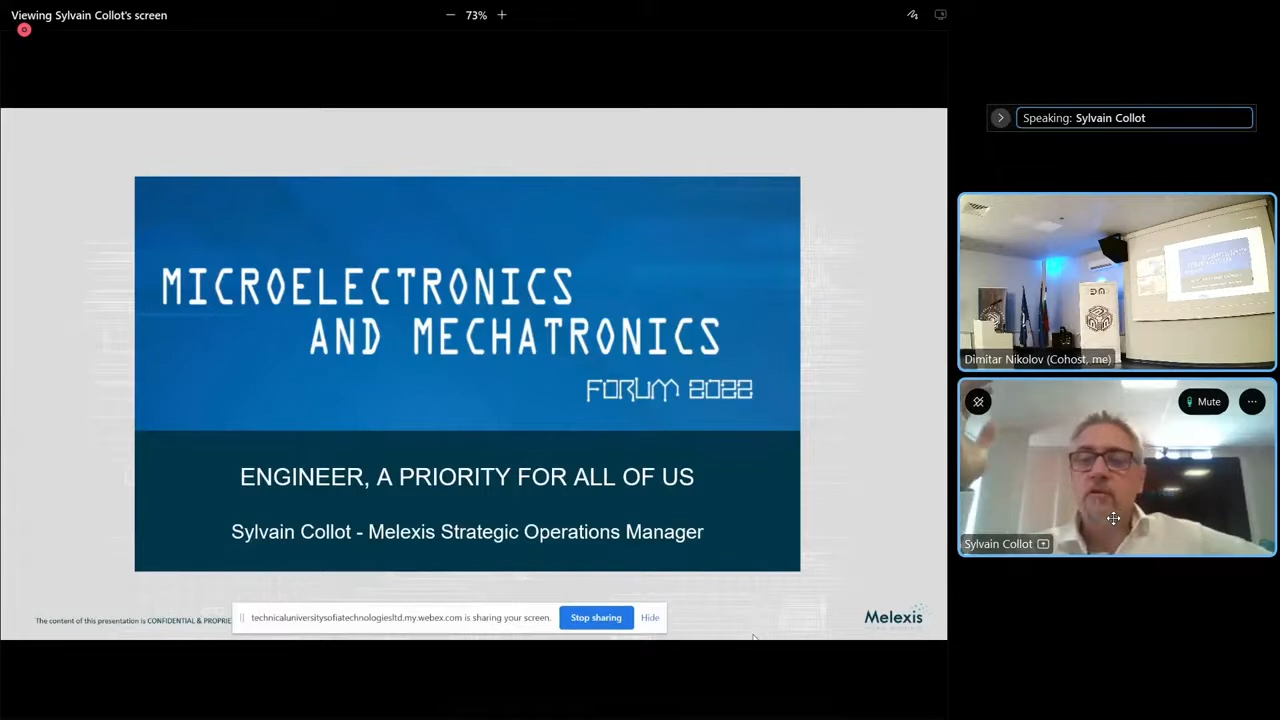 Viewing Sylvain Collot's screen
73%
MICROELECTRONICS
AND MECHATRONICS
FORUM 2022
ENGINEER, A PRIORITY FOR ALL OF US
Sylvain Collot - Melexis Strategic Operations Manager
The content of this presentation is CONFIDENTIAL & PROPRIE
technicaluniversitysofiatechnologiesltd.my.webex.com is sharing your screen.
Stop sharing
Hide
Melexis
Speaking: Sylvain Collot
Dimitar Nikolov (Cohost, me)
Mute
Sylvain Collot